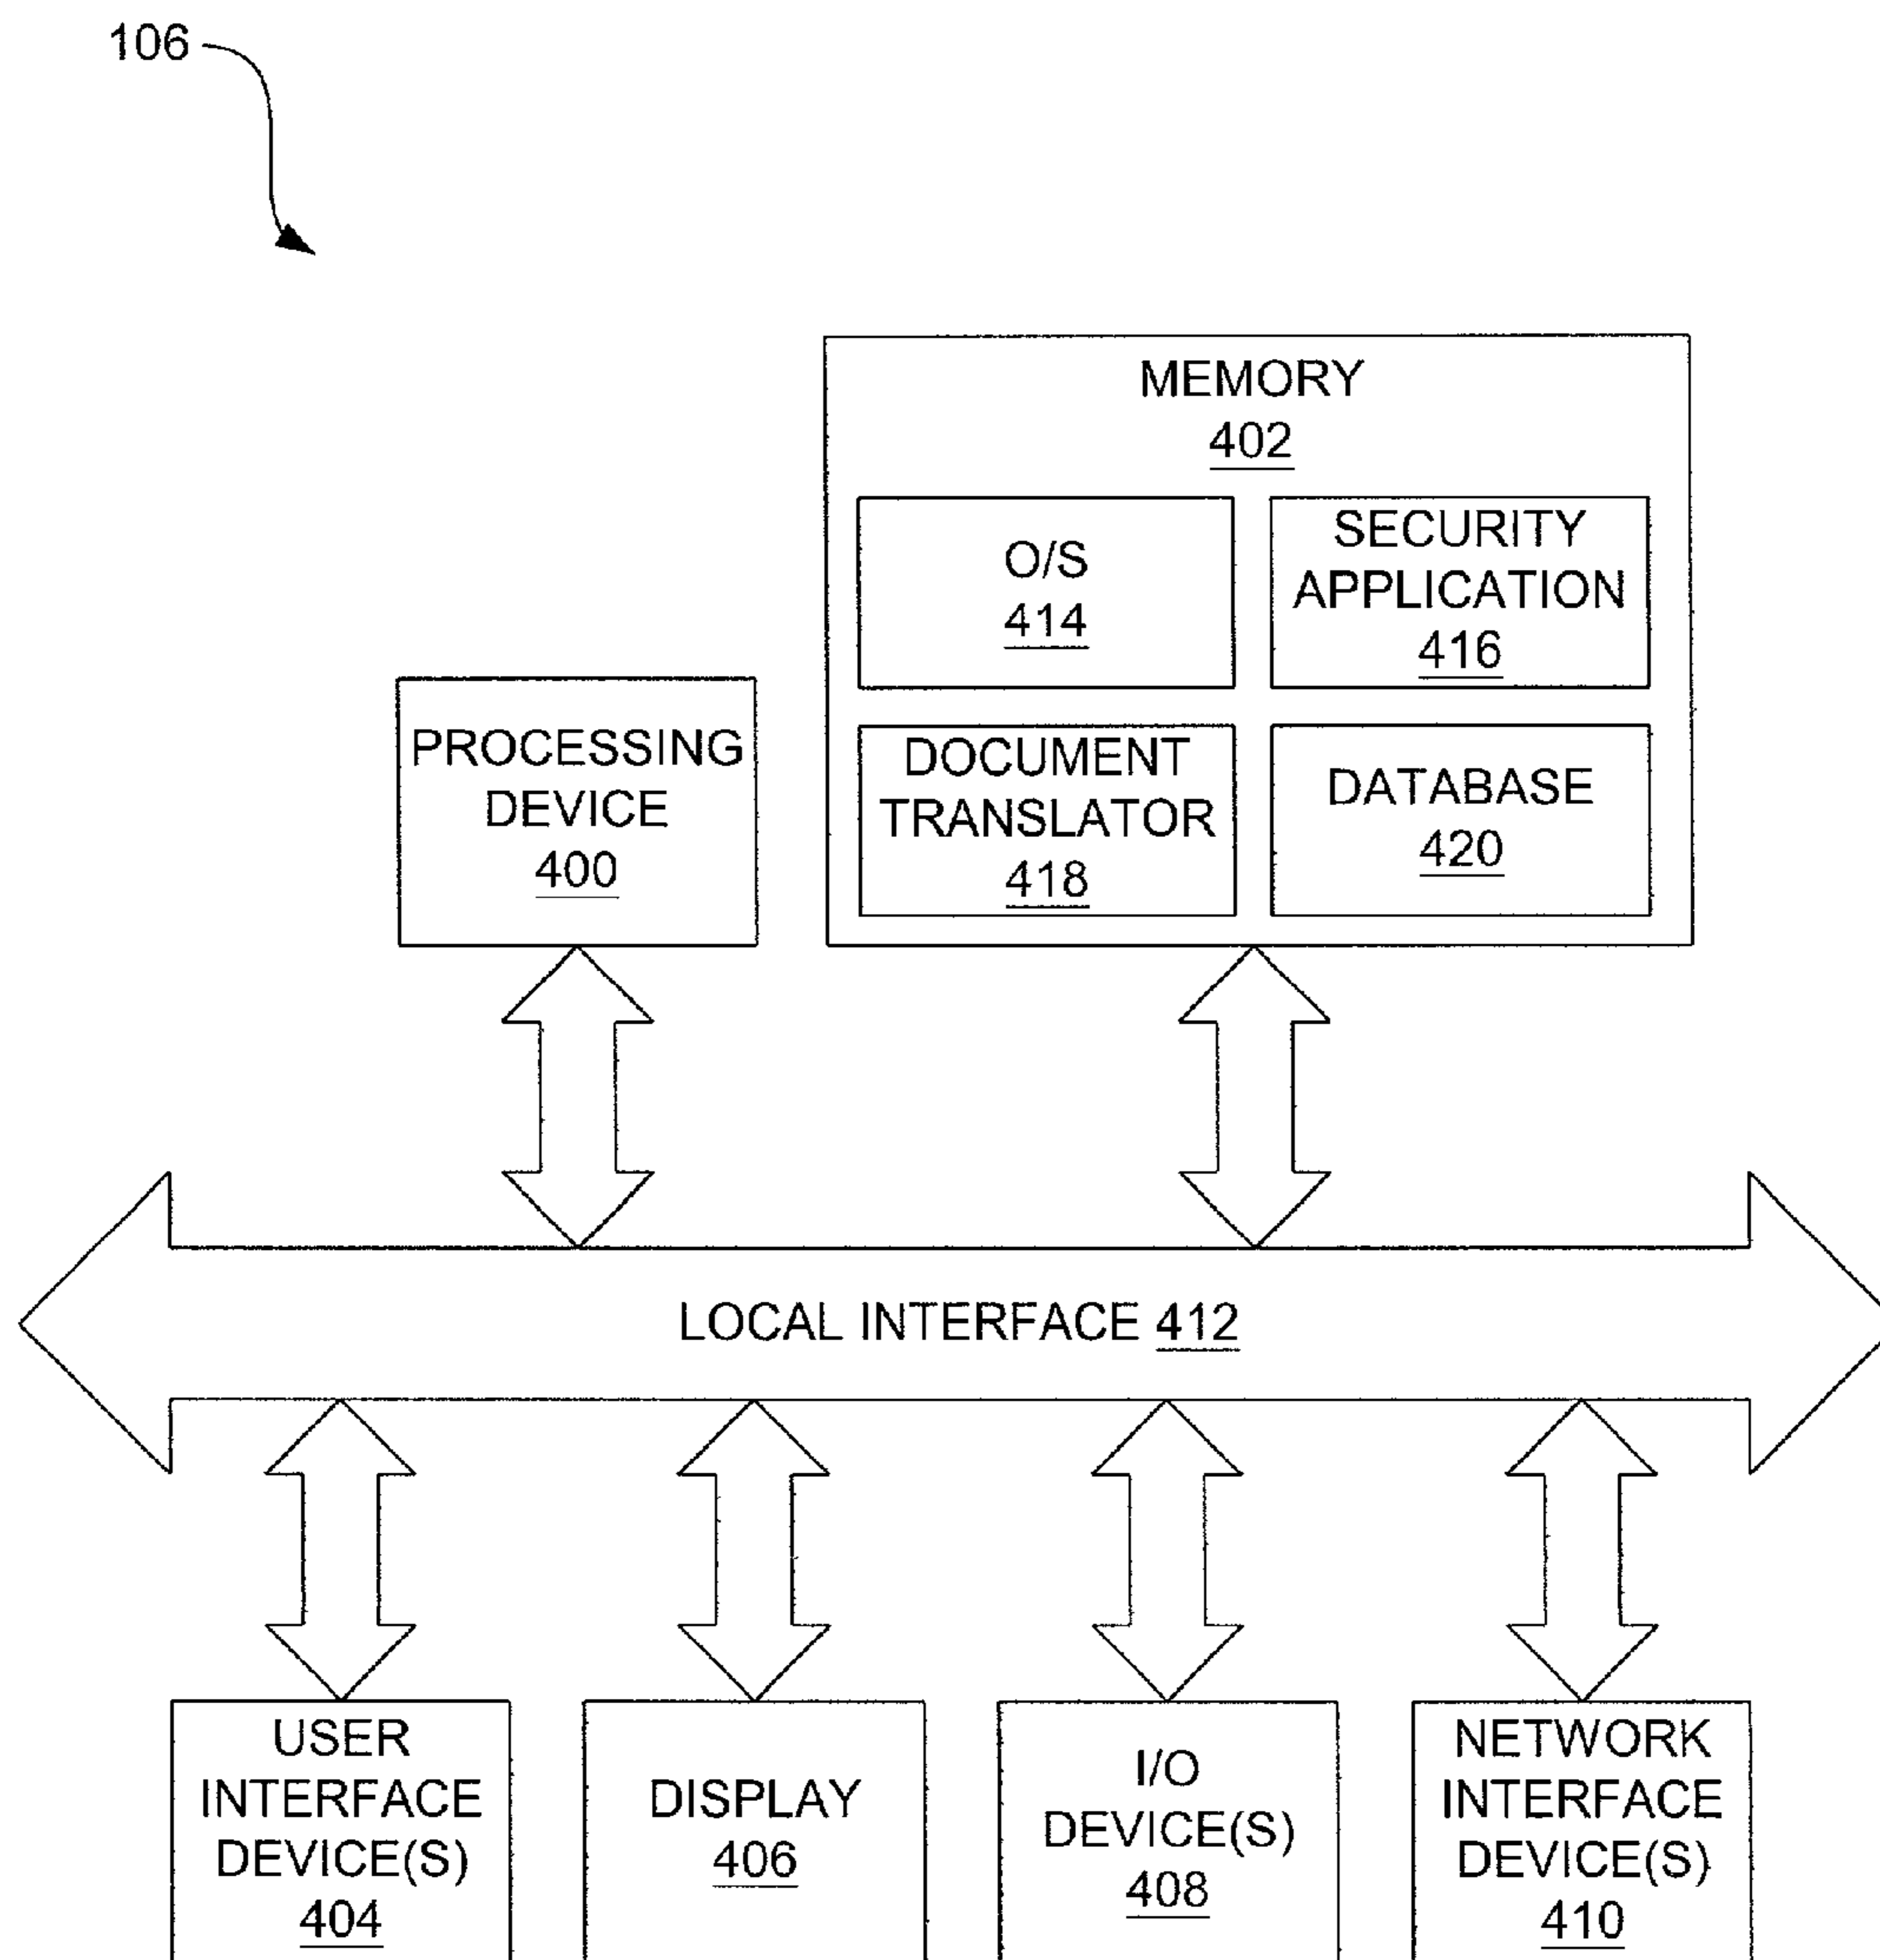 106
MEMORY
402
O/S
414
SECURITY
APPLICATION
416
PROCESSING
DEVICE
400
DOCUMENT
TRANSLATOR
418
DATABASE
420
LOCAL INTERFACE 412
USER
INTERFACE
DEVICE(S)
404
DISPLAY
406
I/O
DEVICE(S)
408
NETWORK
INTERFACE
DEVICE(S)
410